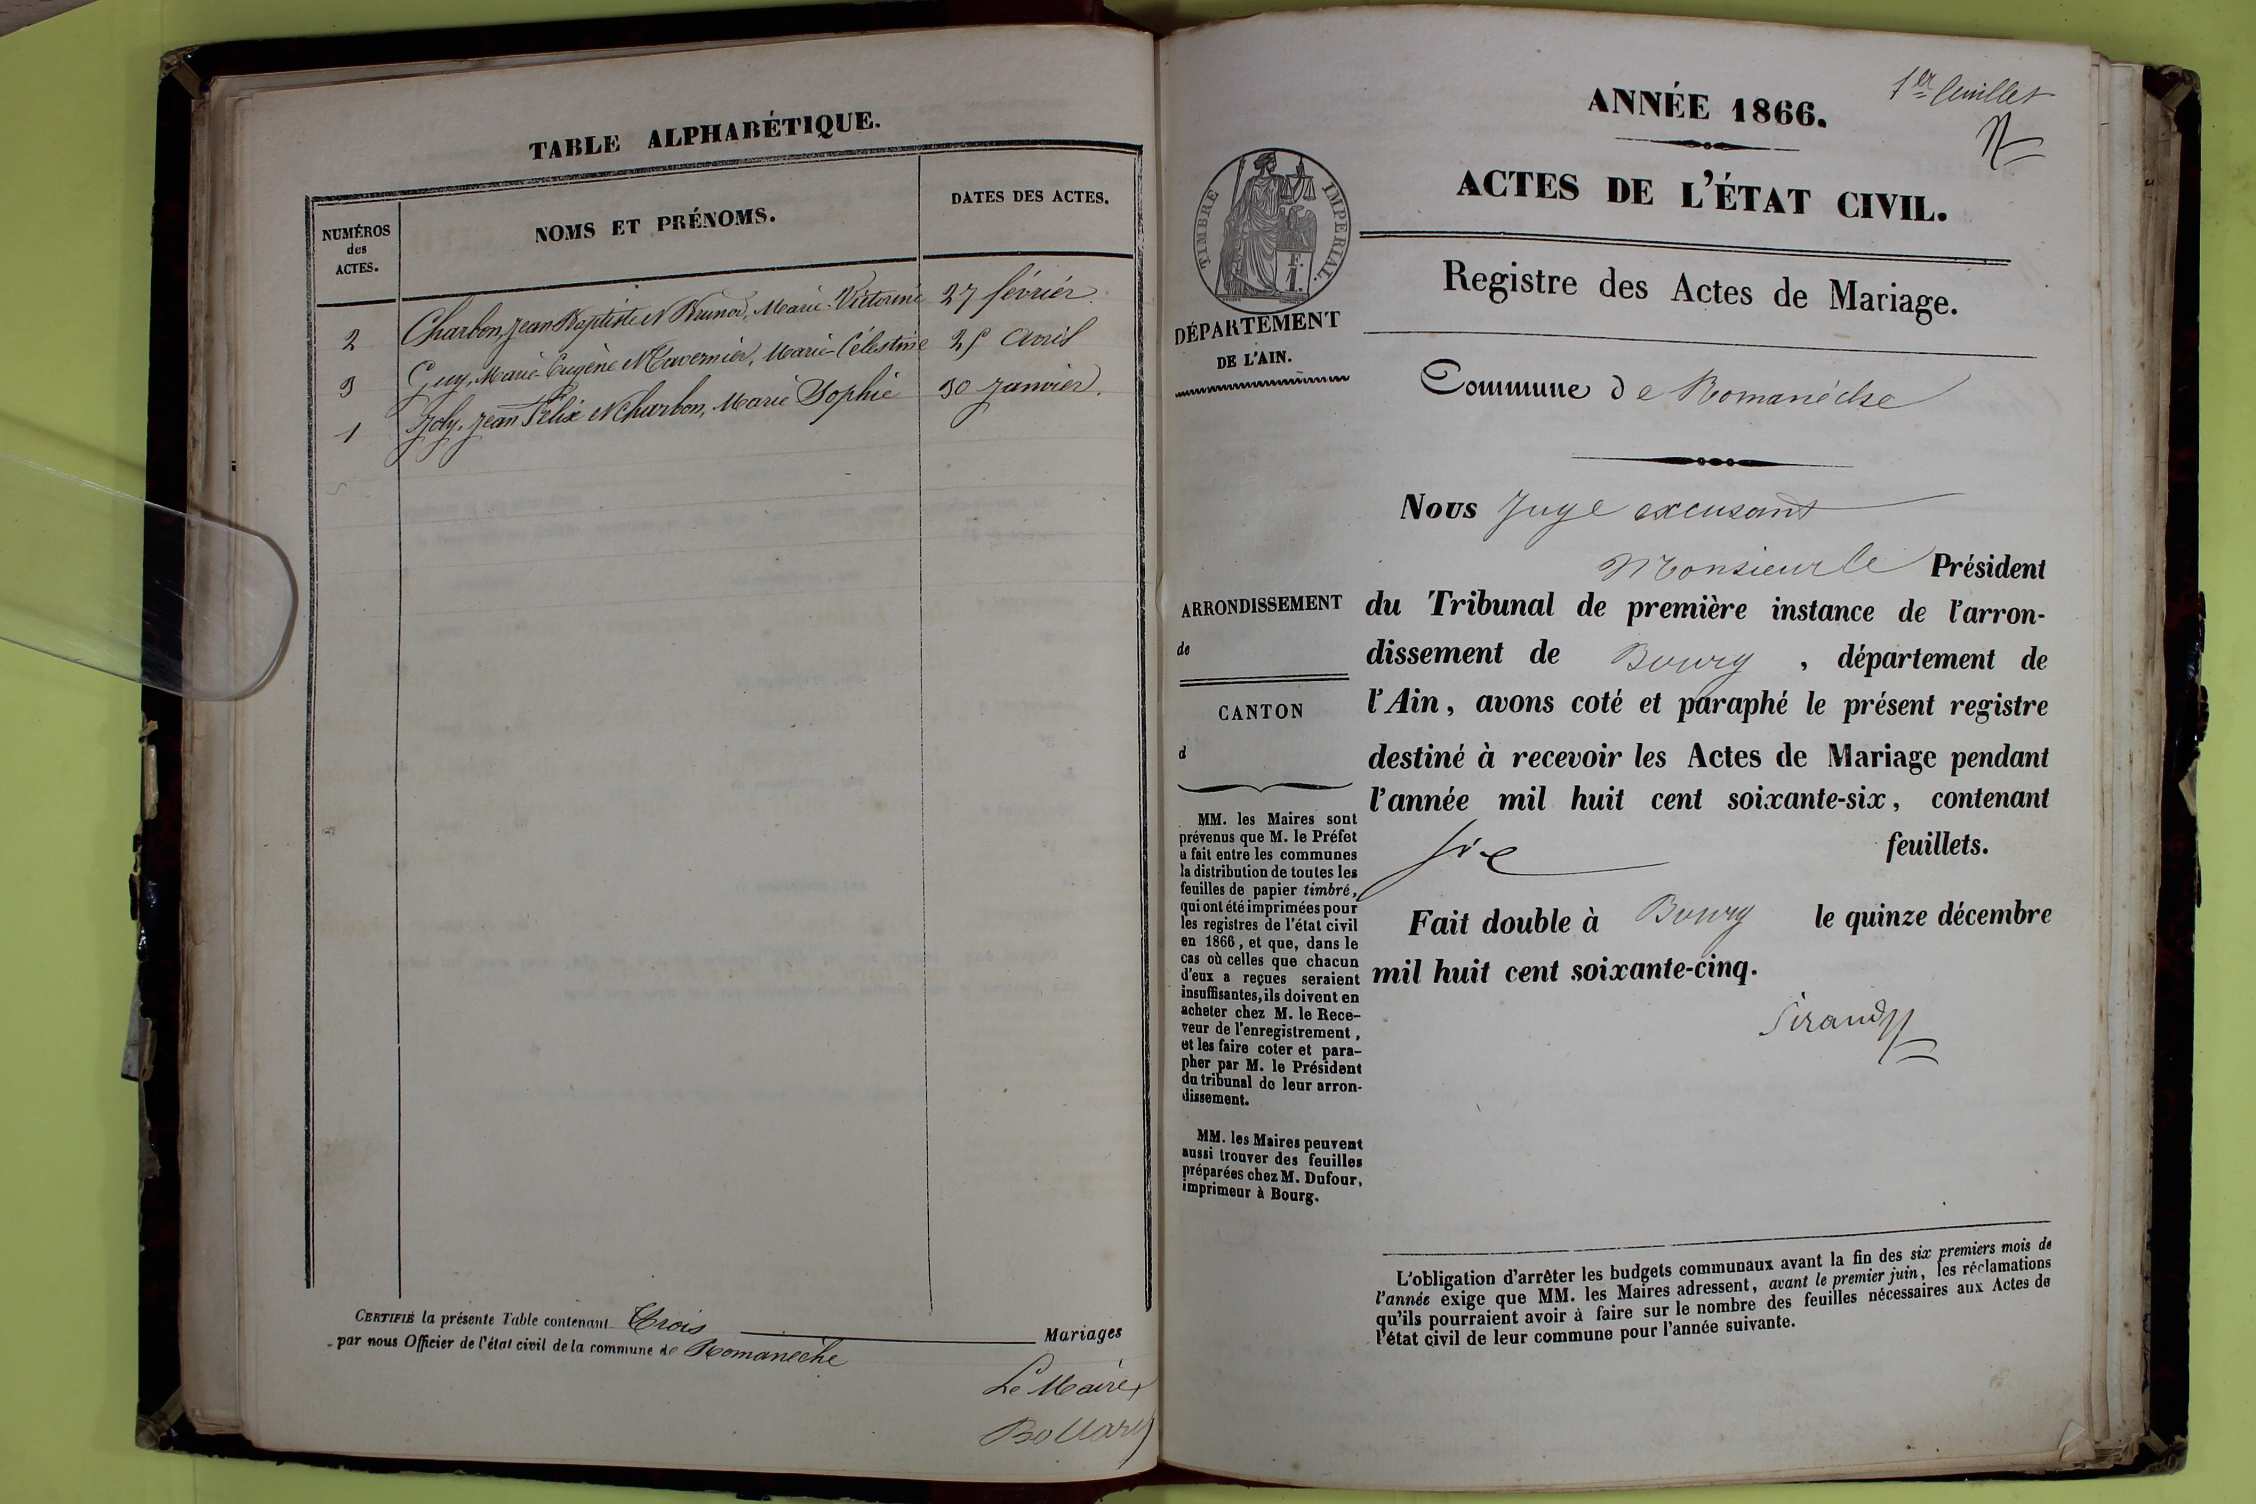 TABLE ALPHABÉTIQUE.
NUMÉROS des ACTES.
NOMS ET PRÉNOMS.
DATES DES ACTES.
2 Charbon, Jean Baptiste et Brunod, Marie-Victorine 27 février.
3 Guy, Marie-Eugène et Tavernier, Marie-Célestine 25 avril
1 Joly, Jean Félix et Charbon, Marie Sophie 30 Janvier.
CERTIFIÉ la présente Table contenant Trois Mariages
par nous Officier de l'état civil de la commune de Romanèche
Le Maire,
1er feuillet
ANNÉE 1866.
ACTES DE L'ÉTAT CIVIL.
TIMBRE IMPERIAL.
1 F.
DÉPARTEMENT
DE L'AIN.
Registre des Actes de Mariage.
Commune de Romanéche
ARRONDISSEMENT
de
CANTON
d
MM. les Maires sont
prévenus que M. le Préfet
a fait entre les communes
la distribution de toutes les
feuilles de papier timbré,
qui ont été imprimées pour
les registres de l'état civil
en 1866, et que, dans le
cas où celles que chacun
d'eux a reçues seraient
insuffisantes, ils doivent en
acheter chez M. le Rece-
veur de l'enregistrement,
et les faire coter et para-
pher par M. le Président
du tribunal de leur arron-
dissement.
MM. les Maires peuvent
aussi trouver des feuilles
préparées chez M. Dufour,
imprimeur à Bourg.
Nous Juge excusant
Monsieur le Président
du Tribunal de première instance de l'arron-
dissement de Bourg, département de
l'Ain, avons coté et paraphé le présent registre
destiné à recevoir les Actes de Mariage pendant
l'année mil huit cent soixante-six, contenant
six feuillets.
Fait double à Bourg le quinze décembre
mil huit cent soixante-cinq.
Sirand
L'obligation d'arrêter les budgets communaux avant la fin des six premiers mois de
l'année exige que MM. les Maires adressent, avant le premier juin, les réclamations
qu'ils pourraient avoir à faire sur le nombre des feuilles nécessaires aux Actes de
l'état civil de leur commune pour l'année suivante.